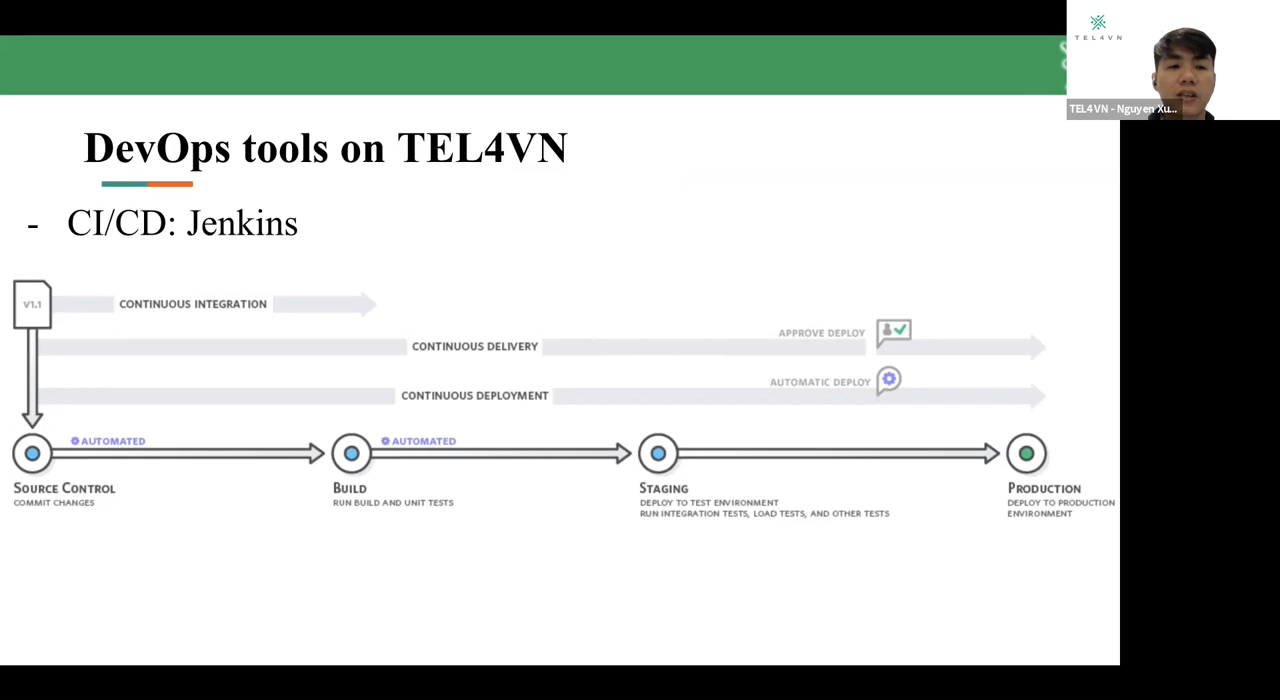 TEL4VN
TEL4VN - Nguyen Xu...
DevOps tools on TEL4VN
- CI/CD: Jenkins
V1.1
CONTINUOUS INTEGRATION
APPROVE DEPLOY
CONTINUOUS DELIVERY
AUTOMATIC DEPLOY
CONTINUOUS DEPLOYMENT
AUTOMATED
AUTOMATED
SOURCE CONTROL
COMMIT CHANGES
BUILD
RUN BUILD AND UNIT TESTS
STAGING
DEPLOY TO TEST ENVIRONMENT
RUN INTEGRATION TESTS, LOAD TESTS, AND OTHER TESTS
PRODUCTION
DEPLOY TO PRODUCTION
ENVIRONMENT